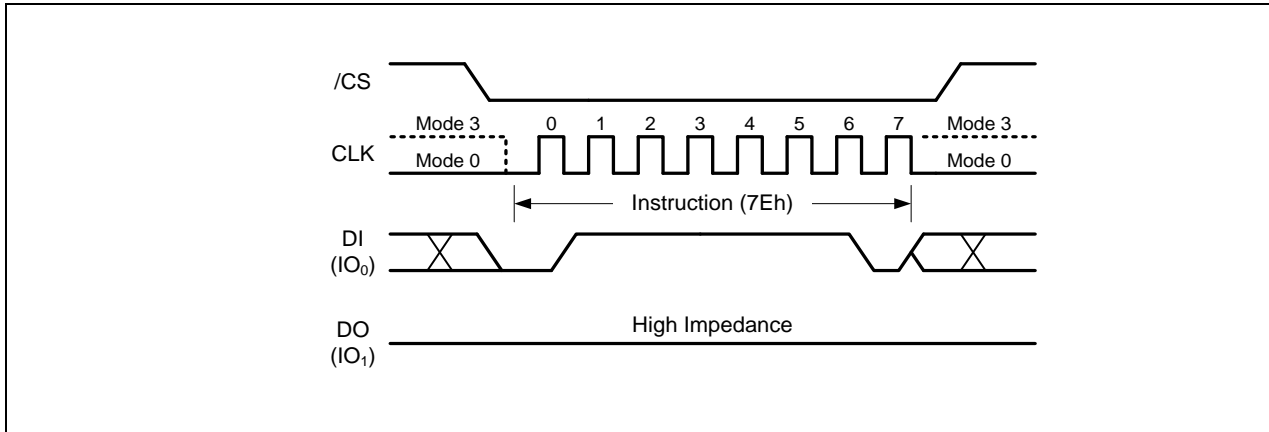 /CS
Mode 3 0 1 2 3 4 5 6 7 Mode 3
CLK
Mode 0 Mode 0
Instruction (7Eh)
DI
(IO₀)
High Impedance
DO
(IO₁)